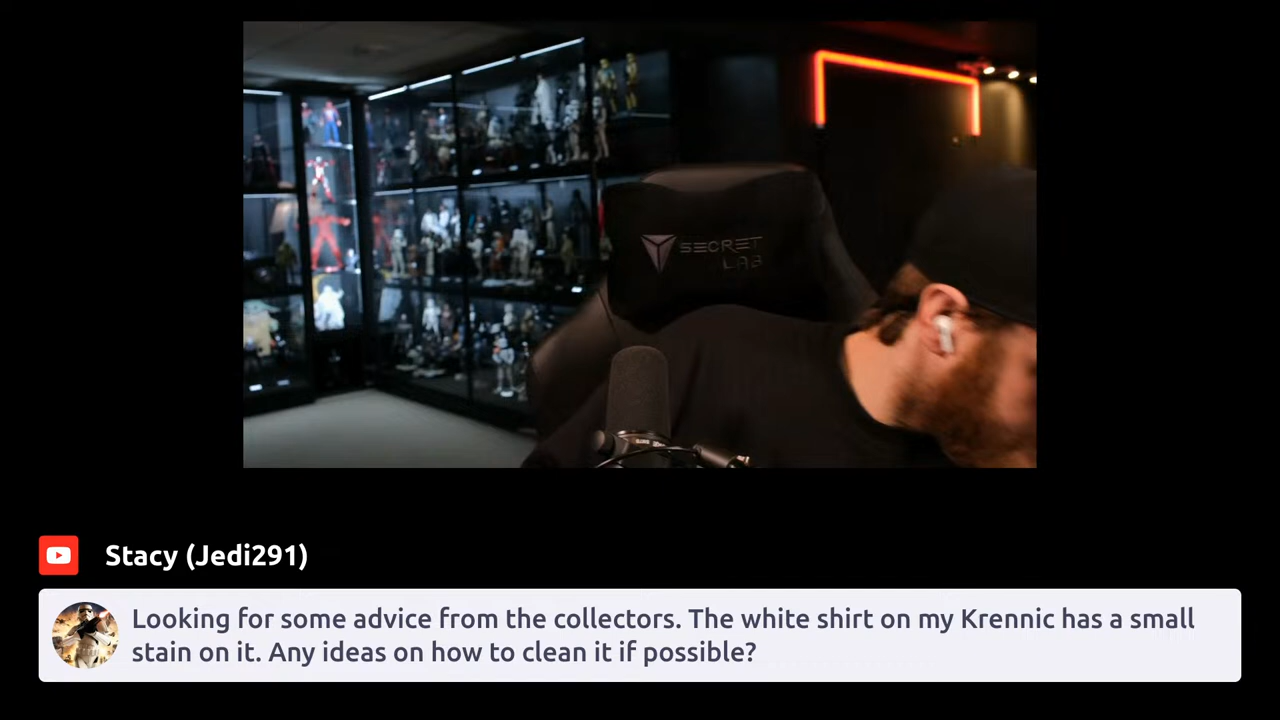 SECRET
LAB
Stacy (Jedi291)
Looking for some advice from the collectors. The white shirt on my Krennic has a small
stain on it. Any ideas on how to clean it if possible?